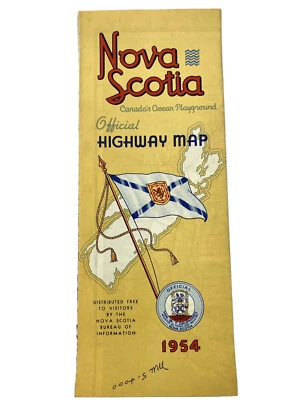 Nova
Scotia
Canada's Ocean Playground
Official
HIGHWAY MAP
DISTRIBUTED FREE
TO VISITORS
BY THE
NOVA SCOTIA
BUREAU OF
INFORMATION
OFFICIAL
1954